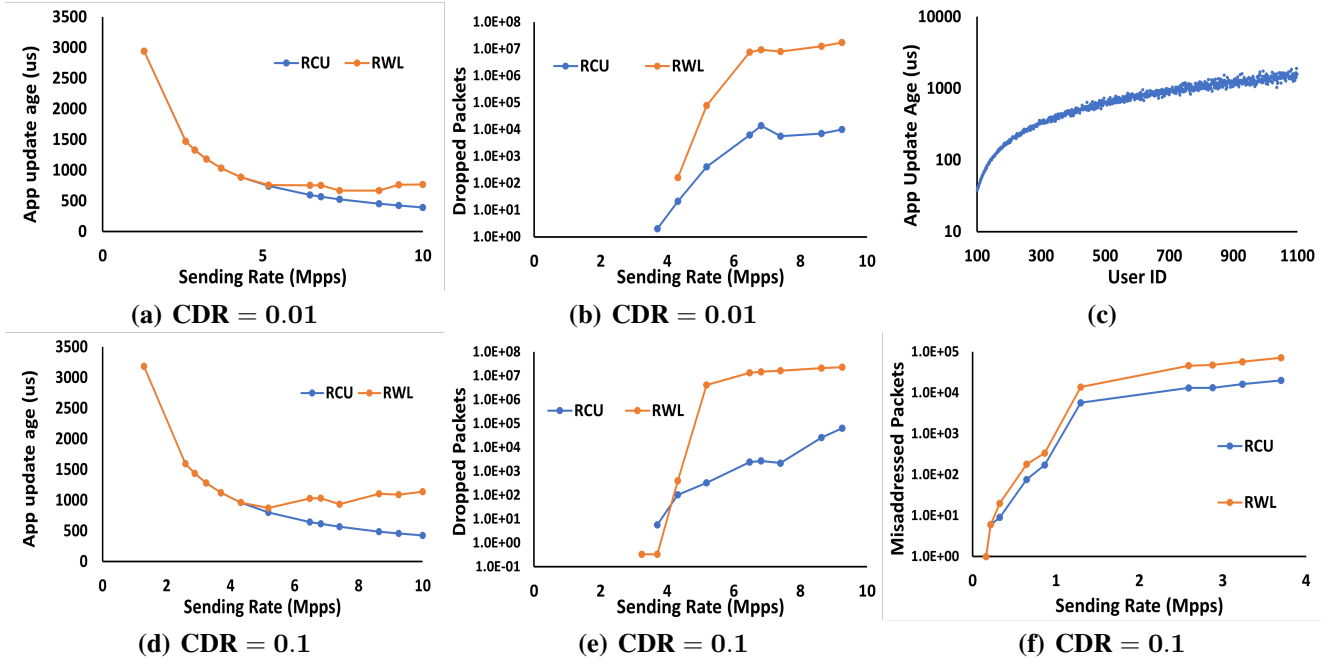 3500
3000
2500
2000
1500
1000
500
0
App update age (us)
RCU RWL
0 5 10
Sending Rate (Mpps)
(a) CDR = 0.01
1.0E+08
1.0E+07
1.0E+06
1.0E+05
1.0E+04
1.0E+03
1.0E+02
1.0E+01
1.0E+00
Dropped Packets
RCU RWL
0 2 4 6 8 10
Sending Rate (Mpps)
(b) CDR = 0.01
10000
1000
100
10
App Update Age (us)
100 300 500 700 900 1100
User ID
(c)
3500
3000
2500
2000
1500
1000
500
0
App update age (us)
RCU RWL
0 2 4 6 8 10
Sending Rate (Mpps)
(d) CDR = 0.1
1.0E+08
1.0E+07
1.0E+06
1.0E+05
1.0E+04
1.0E+03
1.0E+02
1.0E+01
1.0E+00
1.0E-01
Dropped Packets
RCU RWL
0 2 4 6 8 10
Sending Rate (Mpps)
(e) CDR = 0.1
1.0E+05
1.0E+04
1.0E+03
1.0E+02
1.0E+01
1.0E+00
Misaddressed Packets
RCU
RWL
0 1 2 3 4
Sending Rate (Mpps)
(f) CDR = 0.1